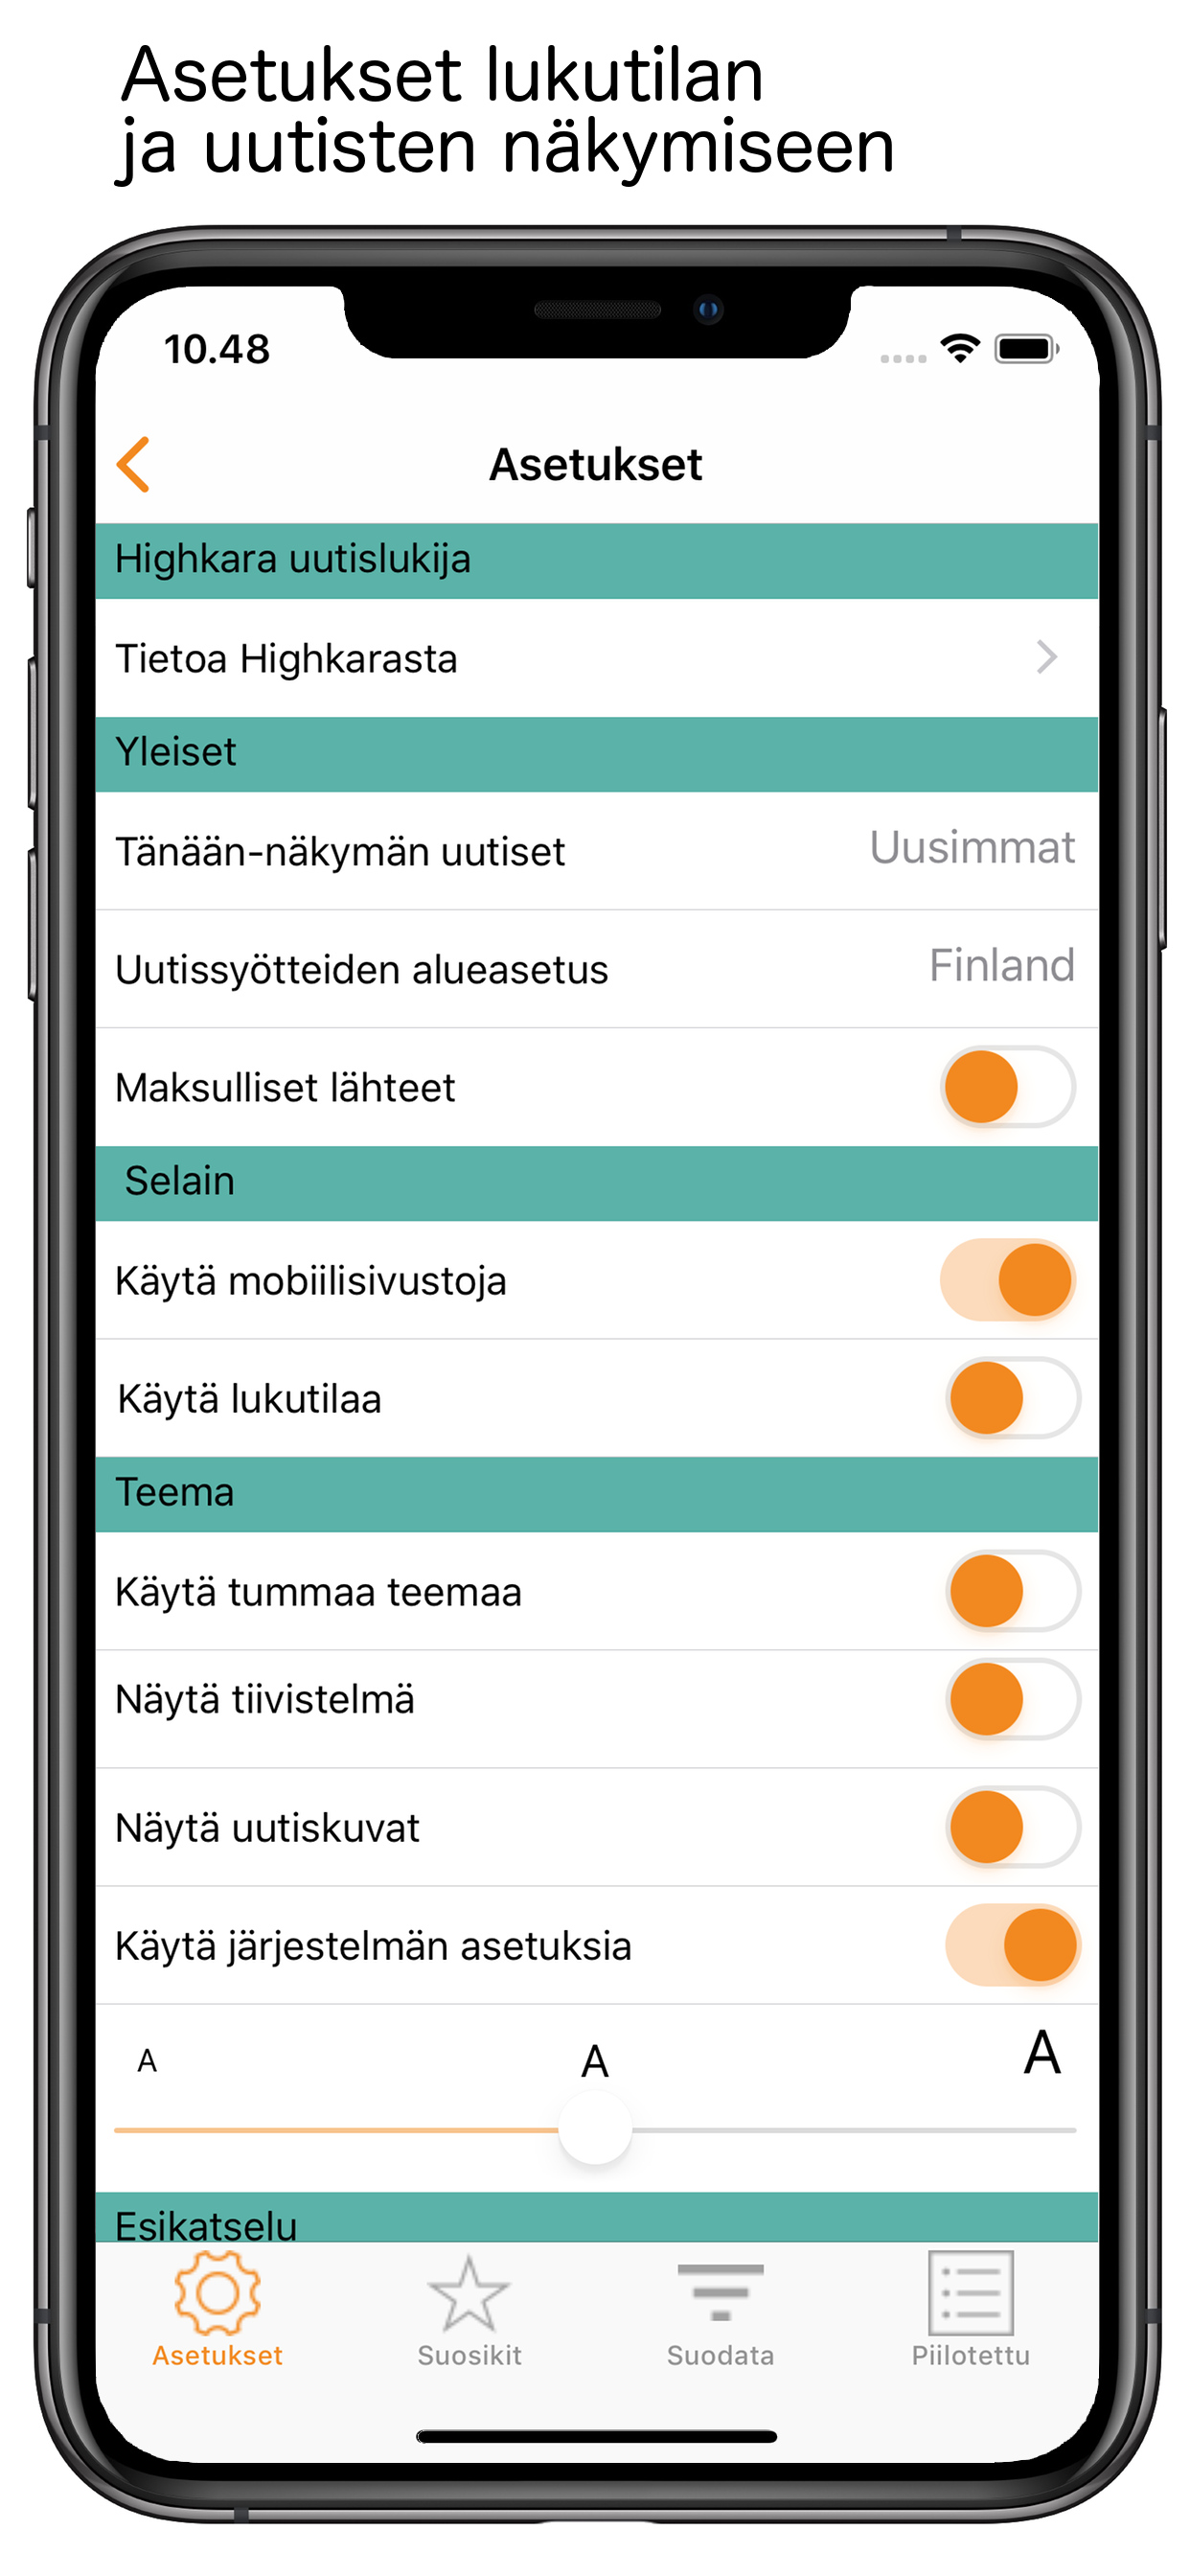 Asetukset lukutilan
ja uutisten näkymiseen
10.48
Asetukset
Highkara uutislukija
Tietoa Highkarasta
Yleiset
Tänään-näkymän uutiset Uusimmat
Uutissyötteiden alueasetus Finland
Maksulliset lähteet
Selain
Käytä mobiilisivustoja
Käytä lukutilaa
Teema
Käytä tummaa teemaa
Näytä tiivistelmä
Näytä uutiskuvat
Käytä järjestelmän asetuksia
A A A
Esikatselu
Asetukset Suosikit Suodata Piilotettu